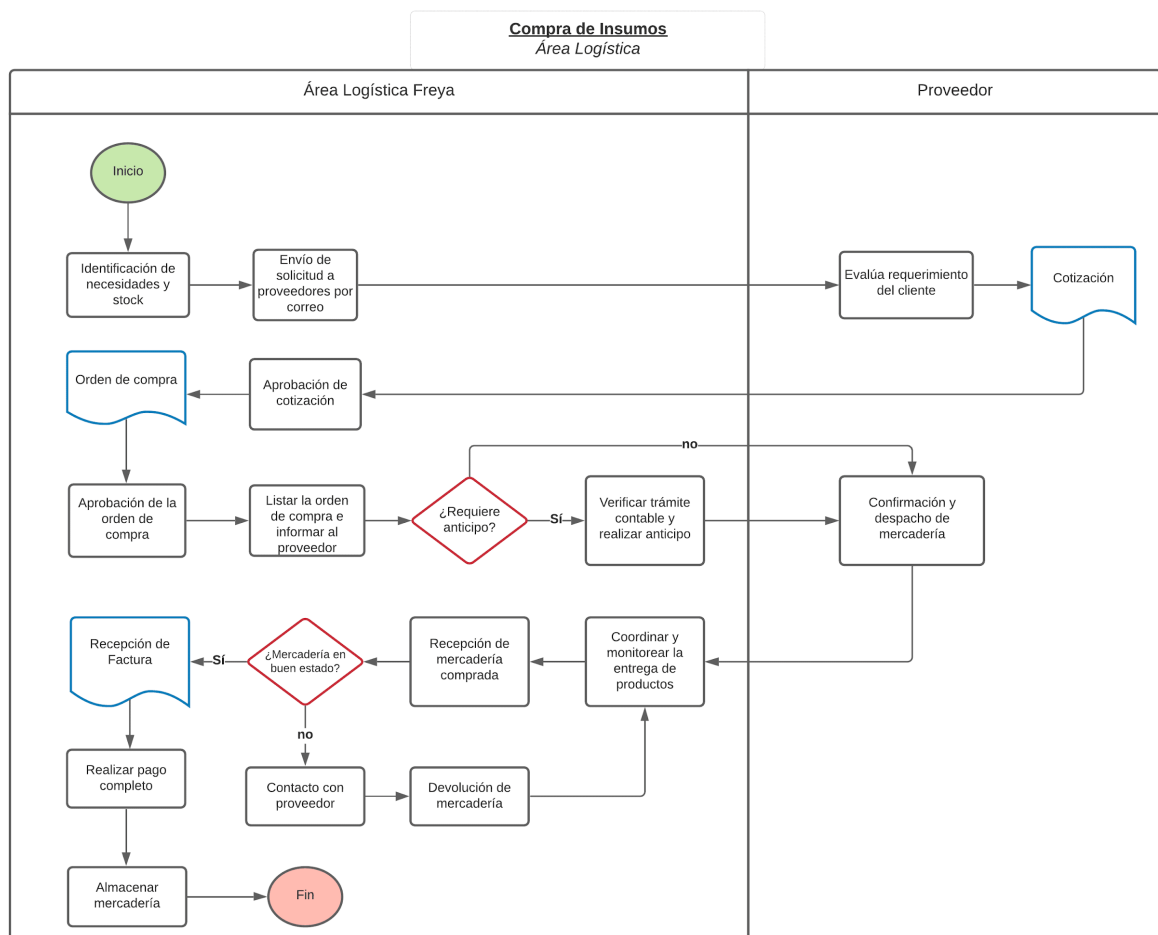 Compra de Insumos
Área Logística
Área Logística Freya
Proveedor
Inicio
Identificación de
necesidades y
stock
Envío de
solicitud a
proveedores por
correo
Evalúa requerimiento
del cliente
Cotización
Orden de compra
Aprobación de
cotización
no
Aprobación de la
orden de
compra
Listar la orden
de compra e
informar al
proveedor
¿Requiere
anticipo?
Sí
Verificar trámite
contable y
realizar anticipo
Confirmación y
despacho de
mercadería
Recepción de
Factura
Sí
¿Mercadería en
buen estado?
Recepción de
mercadería
comprada
Coordinar y
monitorear la
entrega de
productos
no
Realizar pago
completo
Contacto con
proveedor
Devolución de
mercadería
Almacenar
mercadería
Fin